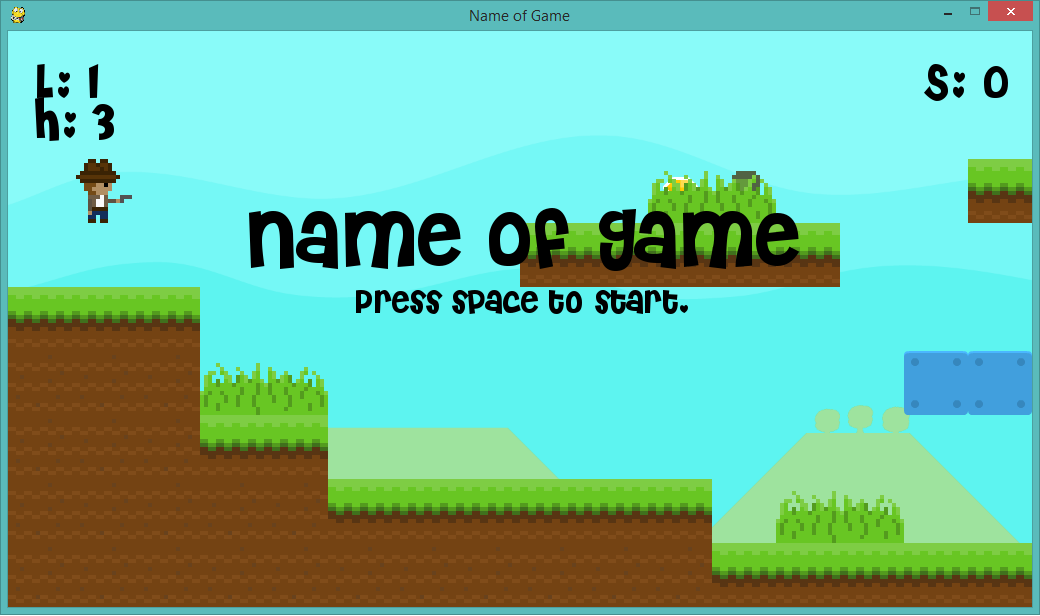 Name of Game
L: 1
S: 0
h: 3
name of game
Press space to start.